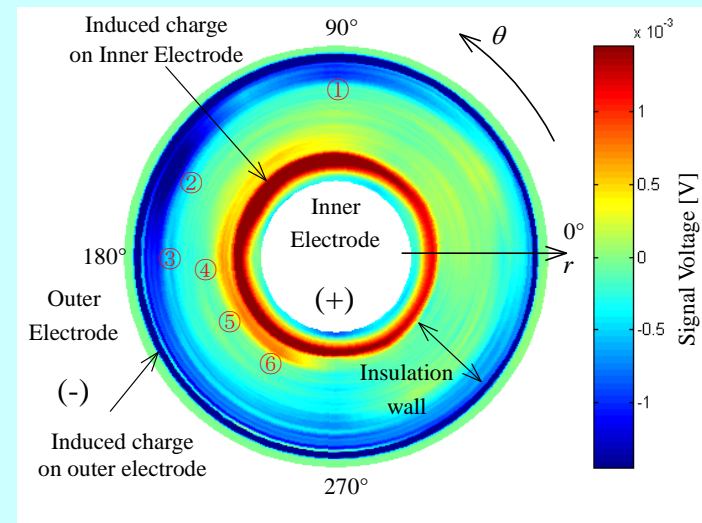 Induced charge
on Inner Electrode
90°
θ
x 10⁻³
①
1
②
0.5
Inner
Electrode
0°
r
180°
③
④
0
(+)
Outer
Electrode
⑤
⑥
-0.5
Signal Voltage [V]
Insulation
wall
(-)
-1
Induced charge
on outer electrode
270°